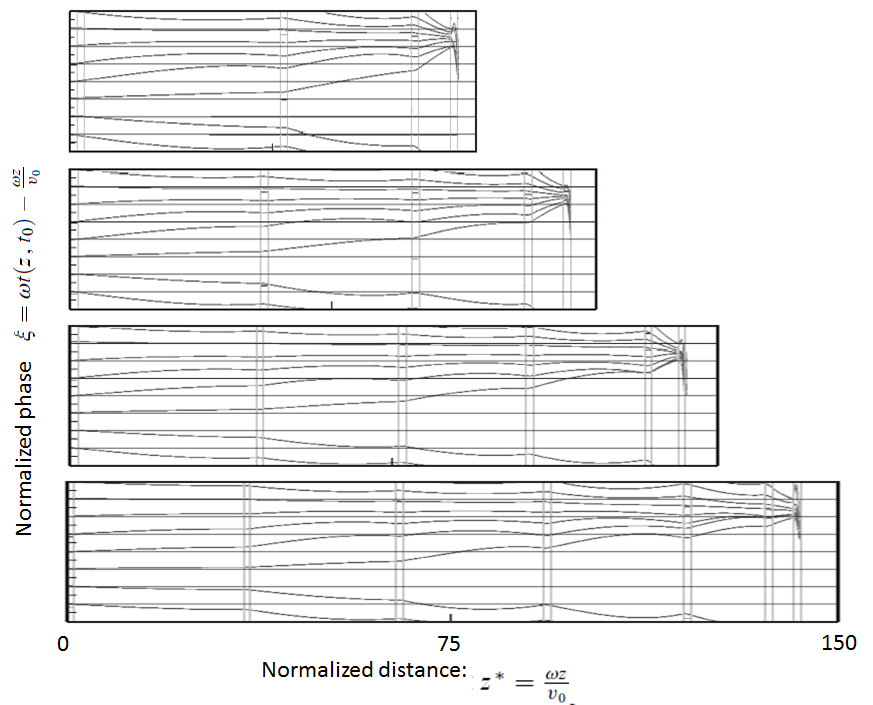 Normalized phase ξ = ωt(z, t₀) − ωz/v₀
0 75 150
Normalized distance: z* = ωz/v₀